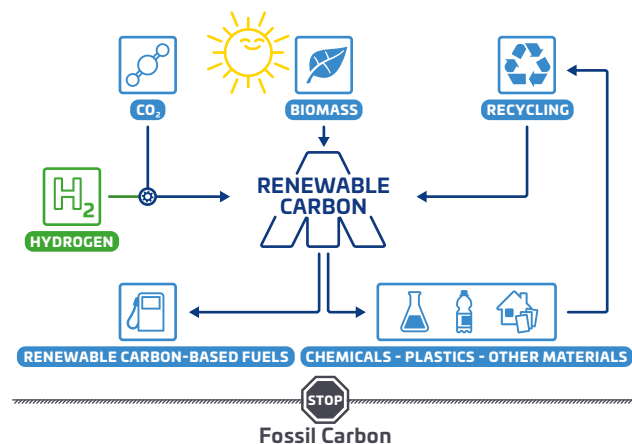 CO₂
BIOMASS
RECYCLING
H₂
HYDROGEN
RENEWABLE
CARBON
RENEWABLE CARBON-BASED FUELS
CHEMICALS - PLASTICS - OTHER MATERIALS
STOP
Fossil Carbon